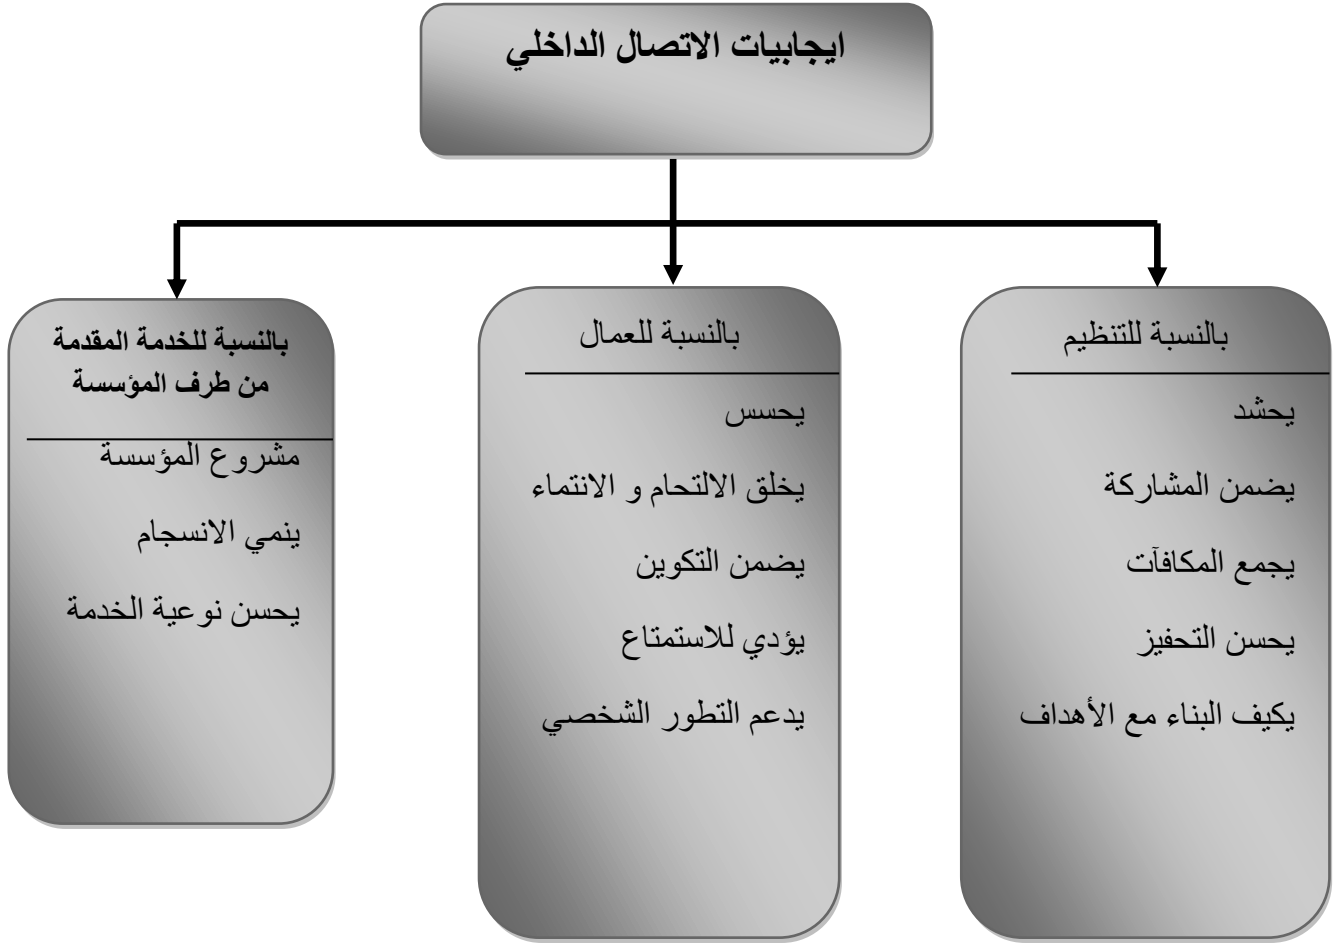 ايجابيات الاتصال الداخلي
بالنسبة للتنظيم
يحشد
يضمن المشاركة
يجمع المكافآت
يحسن التحفيز
يكيف البناء مع الأهداف
بالنسبة للعمال
يحسس
يخلق الالتحام و الانتماء
يضمن التكوين
يؤدي للاستمتاع
يدعم التطور الشخصي
بالنسبة للخدمة المقدمة
من طرف المؤسسة
مشروع المؤسسة
ينمي الانسجام
يحسن نوعية الخدمة